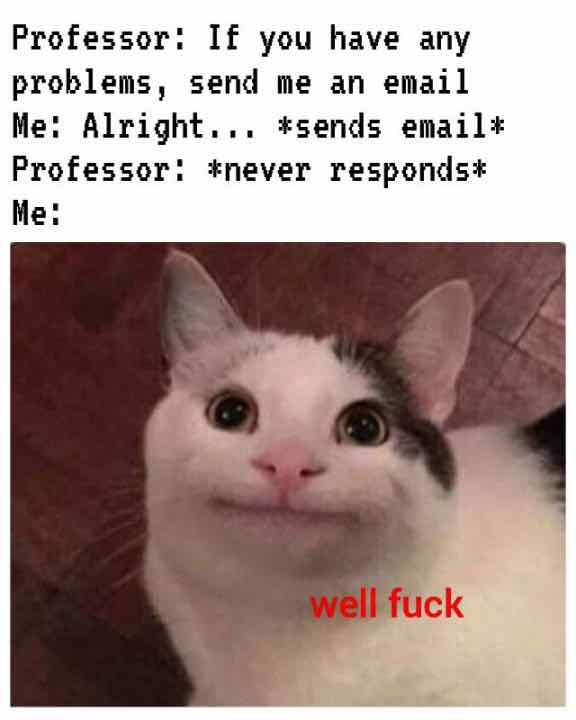 Professor: If you have any
problems, send me an email
Me: Alright... *sends email*
Professor: *never responds*
Me:
well fuck